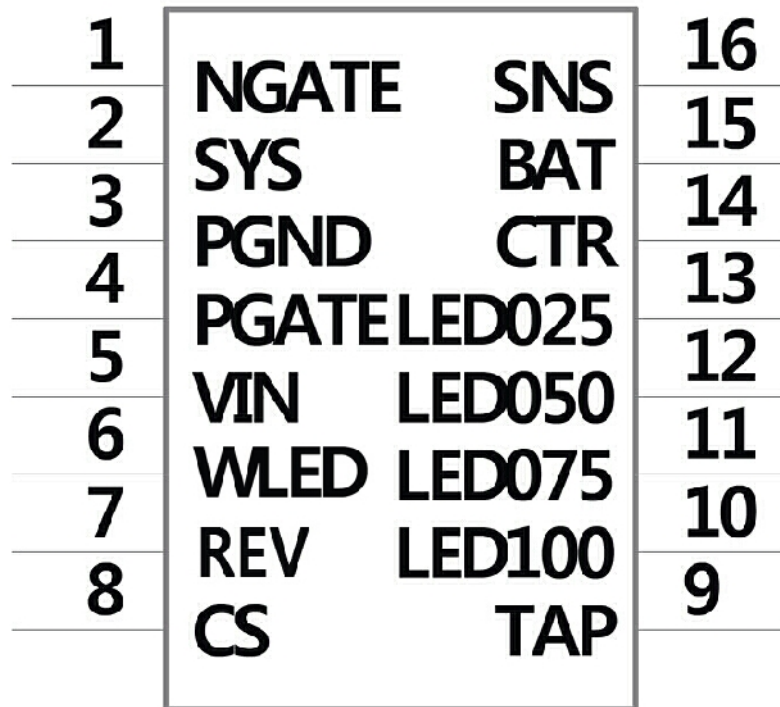 1 NGATE SNS 16
2 SYS BAT 15
3 PGND CTR 14
4 PGATE LED025 13
5 VIN LED050 12
6 WLED LED075 11
7 REV LED100 10
8 CS TAP 9